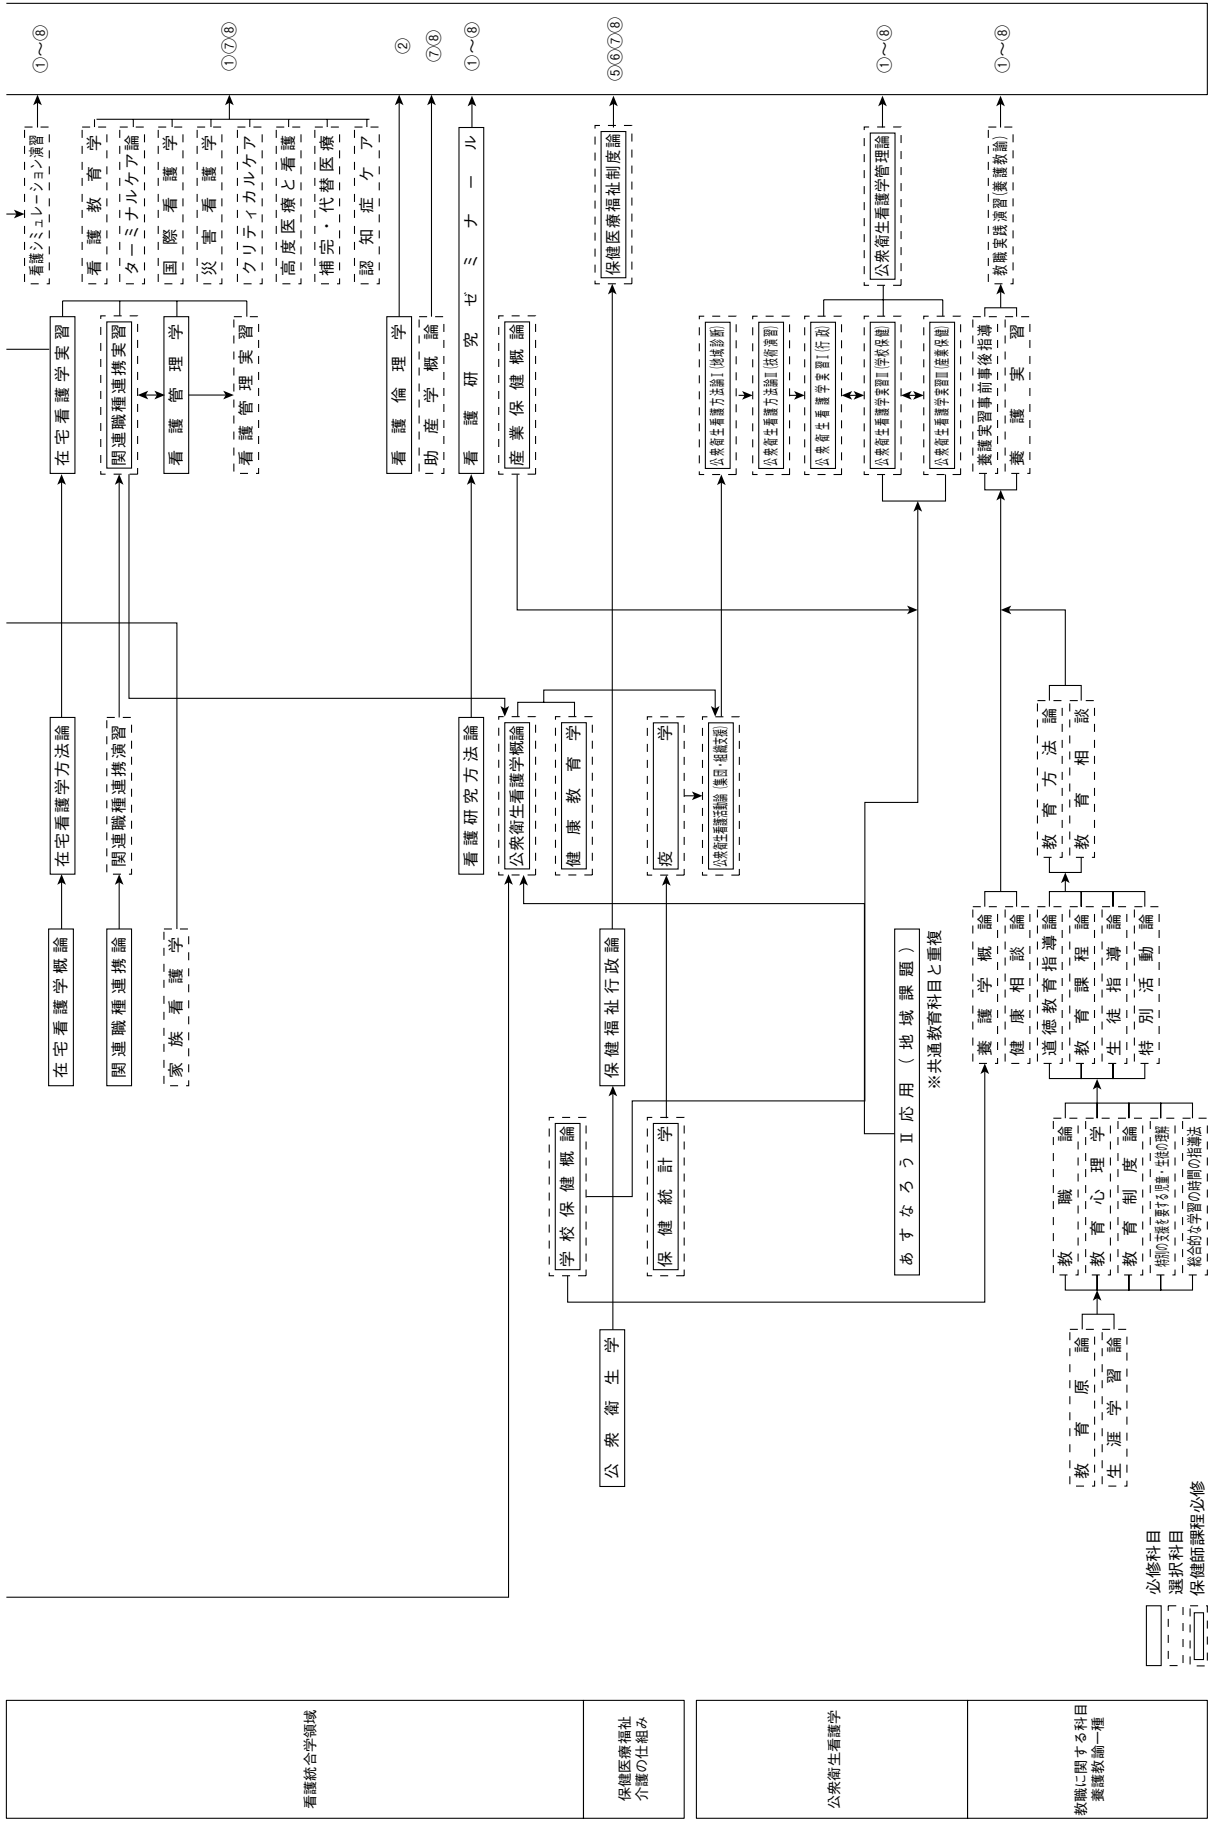 看護統合学領域
在宅看護学概論
在宅看護学方法論
在宅看護学実習
看護シミュレーション演習
①～⑧
関連職種連携論
関連職種連携演習
関連職種連携実習
看護管理学
看護管理実習
家族看護学
看護教育学
ターミナルケア論
国際看護学
災害看護学
クリティカルケア
高度医療と看護
補完・代替医療
認知症ケア
①⑦⑧
看護倫理学
②
助産学概論
⑦⑧
看護研究方法論
看護研究ゼミナール
①～⑧
公衆衛生看護学概論
産業保健概論
学校保健概論
健康教育学
保健医療福祉
介護の仕組み
公衆衛生学
保健福祉行政論
保健医療福祉制度論
⑤⑥⑦⑧
保健統計学
疫学
公衆衛生看護学
公衆衛生看護活動論（集団・組織支援）
公衆衛生看護方法論Ⅰ（地域診断）
公衆衛生看護方法論Ⅱ（技術演習）
公衆衛生看護学実習Ⅰ（行政）
公衆衛生看護学実習Ⅱ（学校保健）
公衆衛生看護学実習Ⅲ（産業保健）
公衆衛生看護学管理論
①～⑧
あすなろうⅡ応用（地域課題）
※共通教育科目と重複
教職に関する科目
養護教諭一種
養護学概論
健康相談論
養護実習事前事後指導
養護実習
教職実践演習（養護教諭）
①～⑧
教育原論
生涯学習論
教職論
教育心理学
教育制度論
特別の支援を要する児童・生徒の理解
総合的な学習の時間の指導法
道徳教育指導論
教育課程論
生徒指導論
特別活動論
教育方法論
教育相談
必修科目
選択科目
保健師課程必修